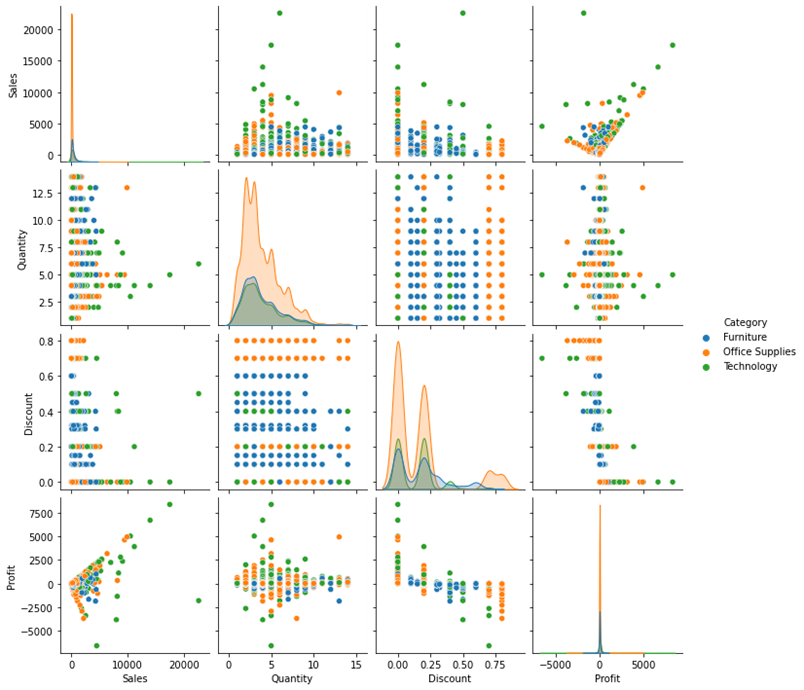 20000
15000
10000
5000
0
Sales
12.5
10.0
7.5
5.0
2.5
Quantity
0.8
0.6
0.4
0.2
0.0
Discount
7500
5000
2500
0
−2500
−5000
Profit
0 10000 20000
Sales
0 5 10 15
Quantity
0.00 0.25 0.50 0.75
Discount
−5000 0 5000
Profit
Category
Furniture
Office Supplies
Technology